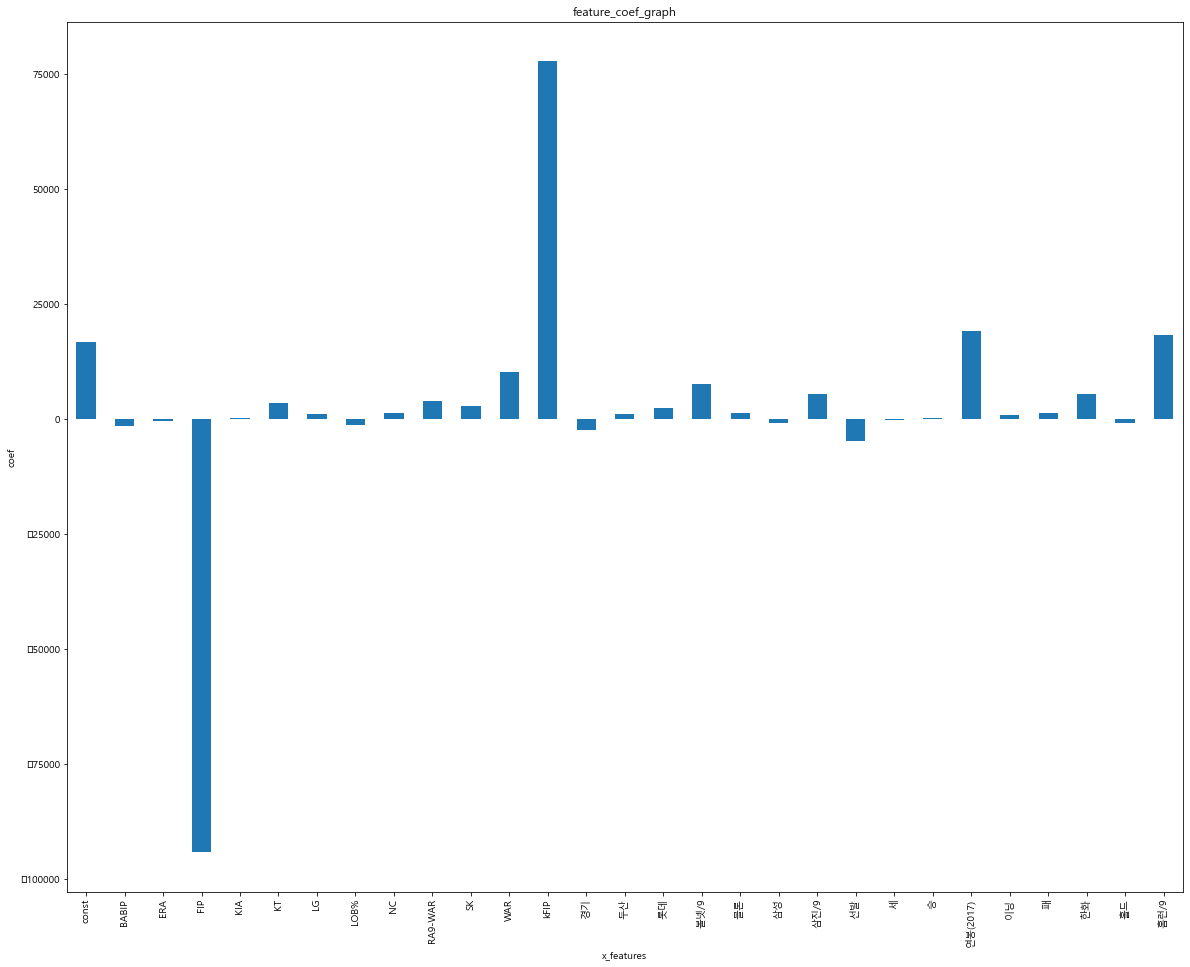 feature_coef_graph
75000
50000
25000
0
□25000
□50000
□75000
□100000
coef
const
BABIP
ERA
FIP
KIA
KT
LG
LOB%
NC
RA9-WAR
SK
WAR
kFIP
경기
두산
롯데
볼넷/9
블론
삼성
삼진/9
선발
세
승
연봉(2017)
이닝
패
한화
홀드
홈런/9
x_features